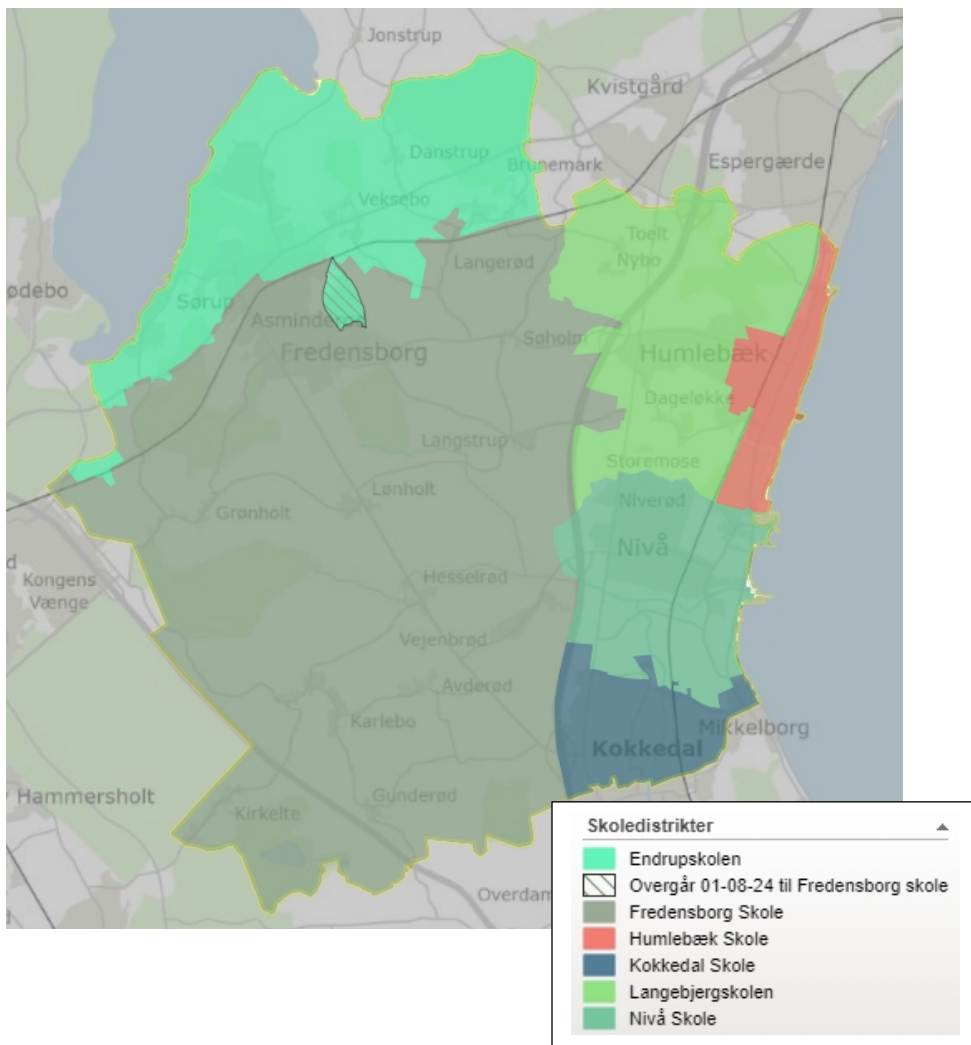 Jonstrup
Kvistgård
Danstrup
Brunemark
Espergærde
Veksebo
Toelt
Nybo
Langerød
Sørup
Asminderø
Søholm
Fredensborg
Humlebæk
Dageløkke
Langstrup
Storemose
Lønholt
Niverød
Grønholt
Nivå
Kongens
Vænge
Hesselrød
Vejenbrød
Avderød
Karlebo
Mikkelborg
Kokkedal
Hammersholt
Gunderød
Kirkelte
Overdam
Skoledistrikter
Endrupskolen
Overgår 01-08-24 til Fredensborg skole
Fredensborg Skole
Humlebæk Skole
Kokkedal Skole
Langebjergskolen
Nivå Skole